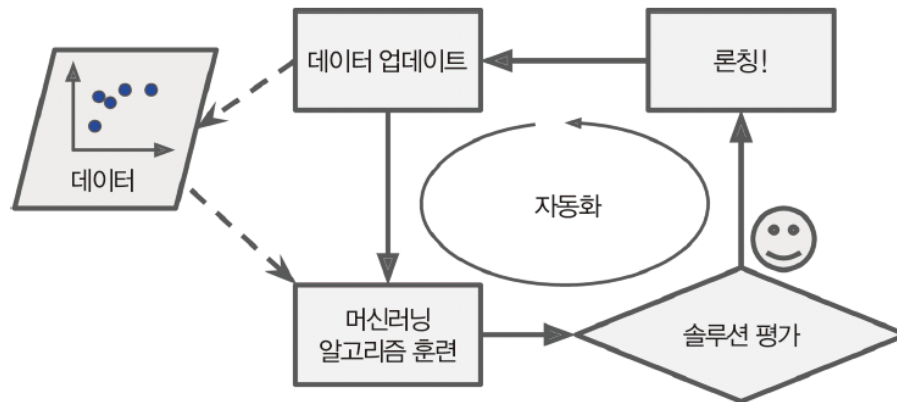 데이터 업데이트
론칭!
데이터
자동화
머신러닝
알고리즘 훈련
솔루션 평가